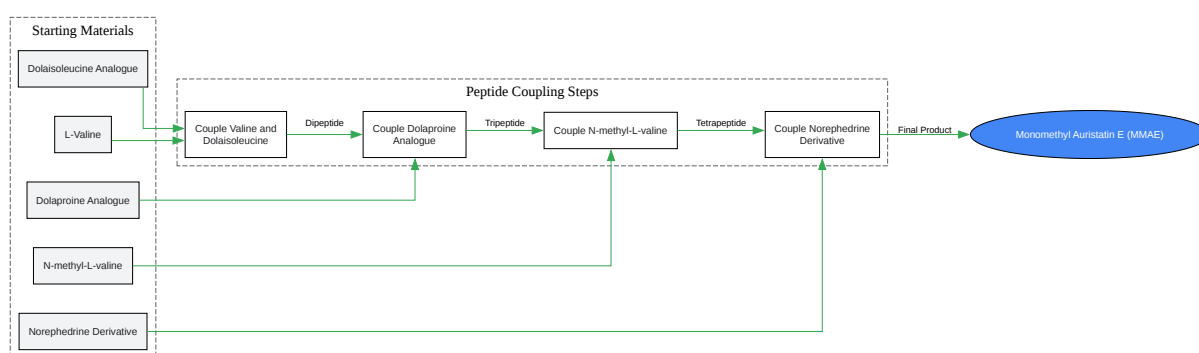 Starting Materials
Dolaisoleucine Analogue
L-Valine
Dolaproine Analogue
N-methyl-L-valine
Norephedrine Derivative
Peptide Coupling Steps
Couple Valine and
Dolaisoleucine
Dipeptide
Couple Dolaproine
Analogue
Tripeptide
Couple N-methyl-L-valine
Tetrapeptide
Couple Norephedrine
Derivative
Final Product
Monomethyl Auristatin E (MMAE)